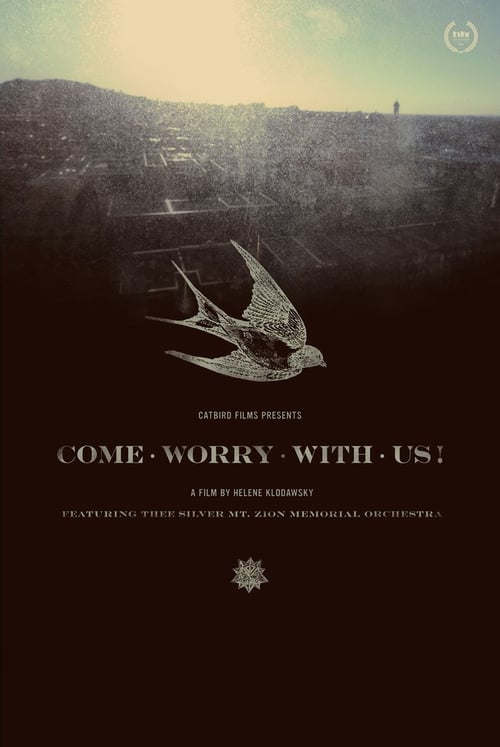 CATBIRD FILMS PRESENTS
COME · WORRY · WITH · US!
A FILM BY HELENE KLODAWSKY
FEATURING THEE SILVER MT. ZION MEMORIAL ORCHESTRA